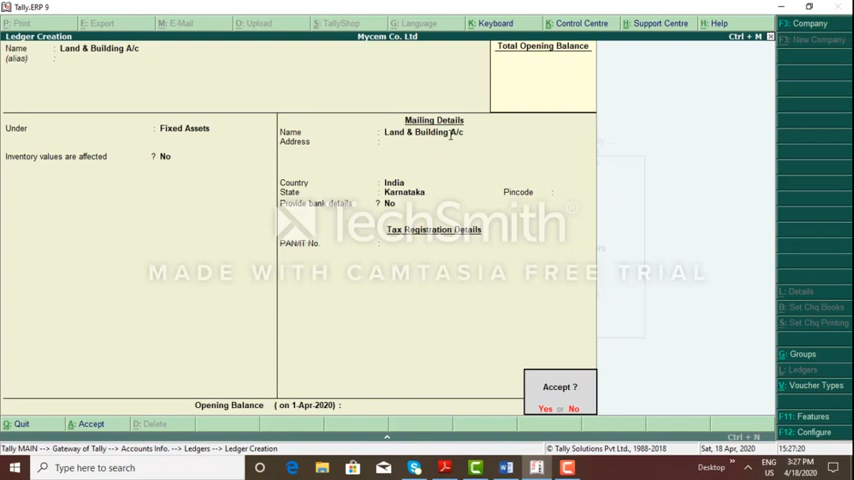 Tally.ERP 9
P: Print E: Export M: E-Mail O: Upload S: TallyShop G: Language K: Keyboard K: Control Centre H: Support Centre H: Help F3: Company
Ledger Creation Mycem Co. Ltd Ctrl + M F3: New Company
Name : Land & Building A/c Total Opening Balance
(alias) :
Under : Fixed Assets Mailing Details
Name : Land & Building A/c
Address :
Inventory values are affected ? No
Country : India
State : Karnataka Pincode :
Provide bank details ? No
TechSmith®
Tax Registration Details
PAN/IT No. :
MADE WITH CAMTASIA FREE TRIAL
L: Details
B: Set Chq Books
S: Set Chq Printing
G: Groups
L: Ledgers
V: Voucher Types
Accept ?
Yes or No
Opening Balance ( on 1-Apr-2020) :
F11: Features
Q: Quit A: Accept D: Delete F12: Configure
Ctrl + N
Tally MAIN --> Gateway of Tally --> Accounts Info. --> Ledgers --> Ledger Creation © Tally Solutions Pvt Ltd., 1988-2018 Sat, 18 Apr, 2020 15:27:20
Type here to search Desktop ENG US 3:27 PM 4/18/2020